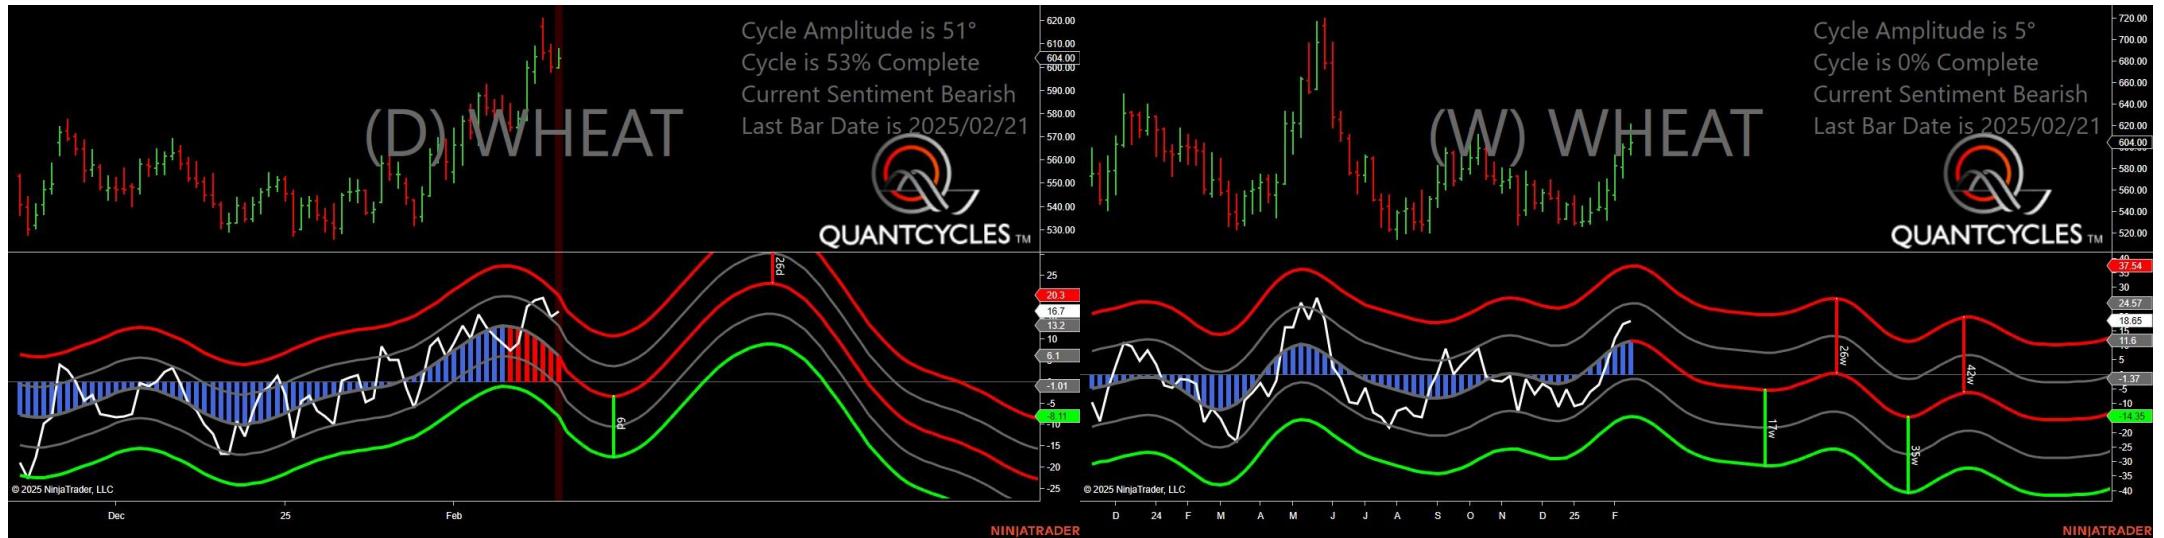 Cycle Amplitude is 51°
Cycle is 53% Complete
Current Sentiment Bearish
Last Bar Date is 2025/02/21
(D) WHEAT
QUANTCYCLES TM
620.00
610.00
604.00
600.00
590.00
580.00
570.00
560.00
550.00
540.00
530.00
26d
6d
25
20.3
16.7
13.2
10
6.1
-1.01
-5
-8.11
-10
-15
-20
-25
© 2025 NinjaTrader, LLC
Dec
25
Feb
NINJATRADER
Cycle Amplitude is 5°
Cycle is 0% Complete
Current Sentiment Bearish
Last Bar Date is 2025/02/21
(W) WHEAT
QUANTCYCLES TM
720.00
700.00
680.00
660.00
640.00
620.00
604.00
580.00
560.00
540.00
520.00
26w
42w
17w
35w
37.54
30
24.57
18.65
15
11.6
5
-1.37
-5
-10
-14.35
-20
-25
-30
-35
-40
© 2025 NinjaTrader, LLC
D
24
F
M
A
M
J
J
A
S
O
N
D
25
F
NINJATRADER